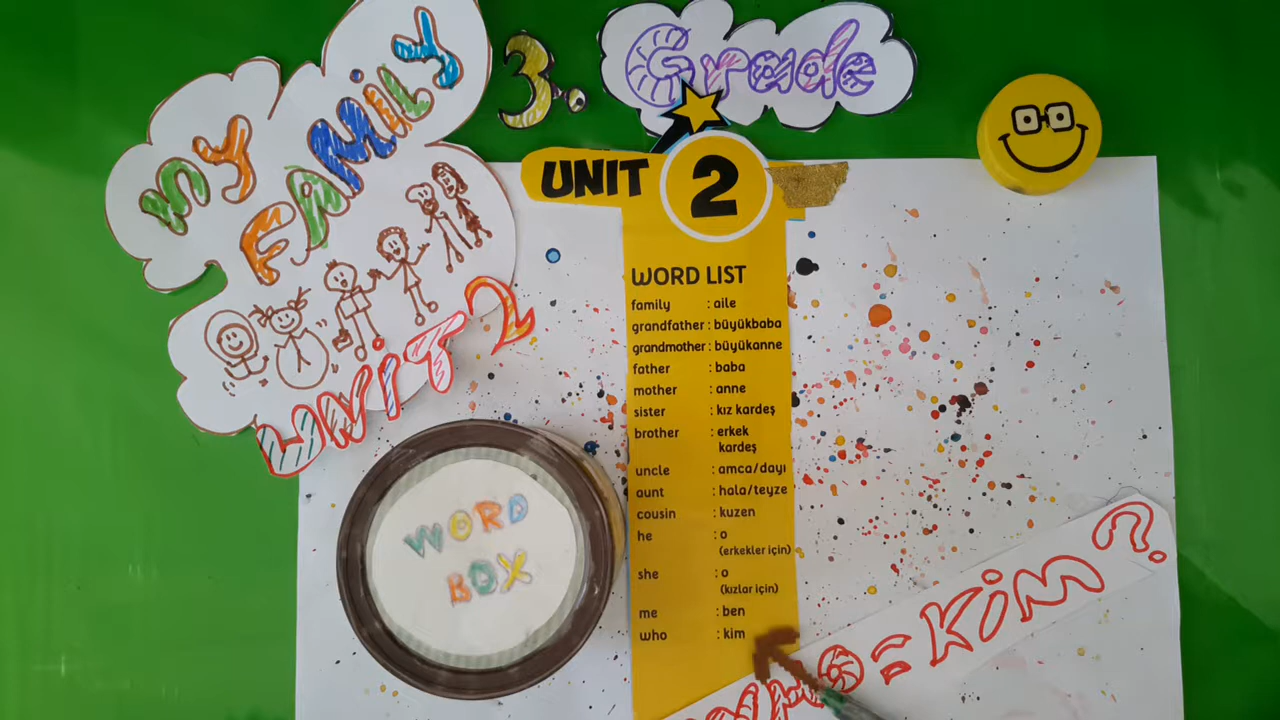 MY
FAMiLy
UNiT 2
3. Grade
UNIT 2
WORD LIST
family : aile
grandfather : büyükbaba
grandmother : büyükanne
father : baba
mother : anne
sister : kız kardeş
brother : erkek
kardeş
uncle : amca/dayı
aunt : hala/teyze
cousin : kuzen
he : o
(erkekler için)
she : o
(kızlar için)
me : ben
who : kim
WORD
BOX
who = Kim?